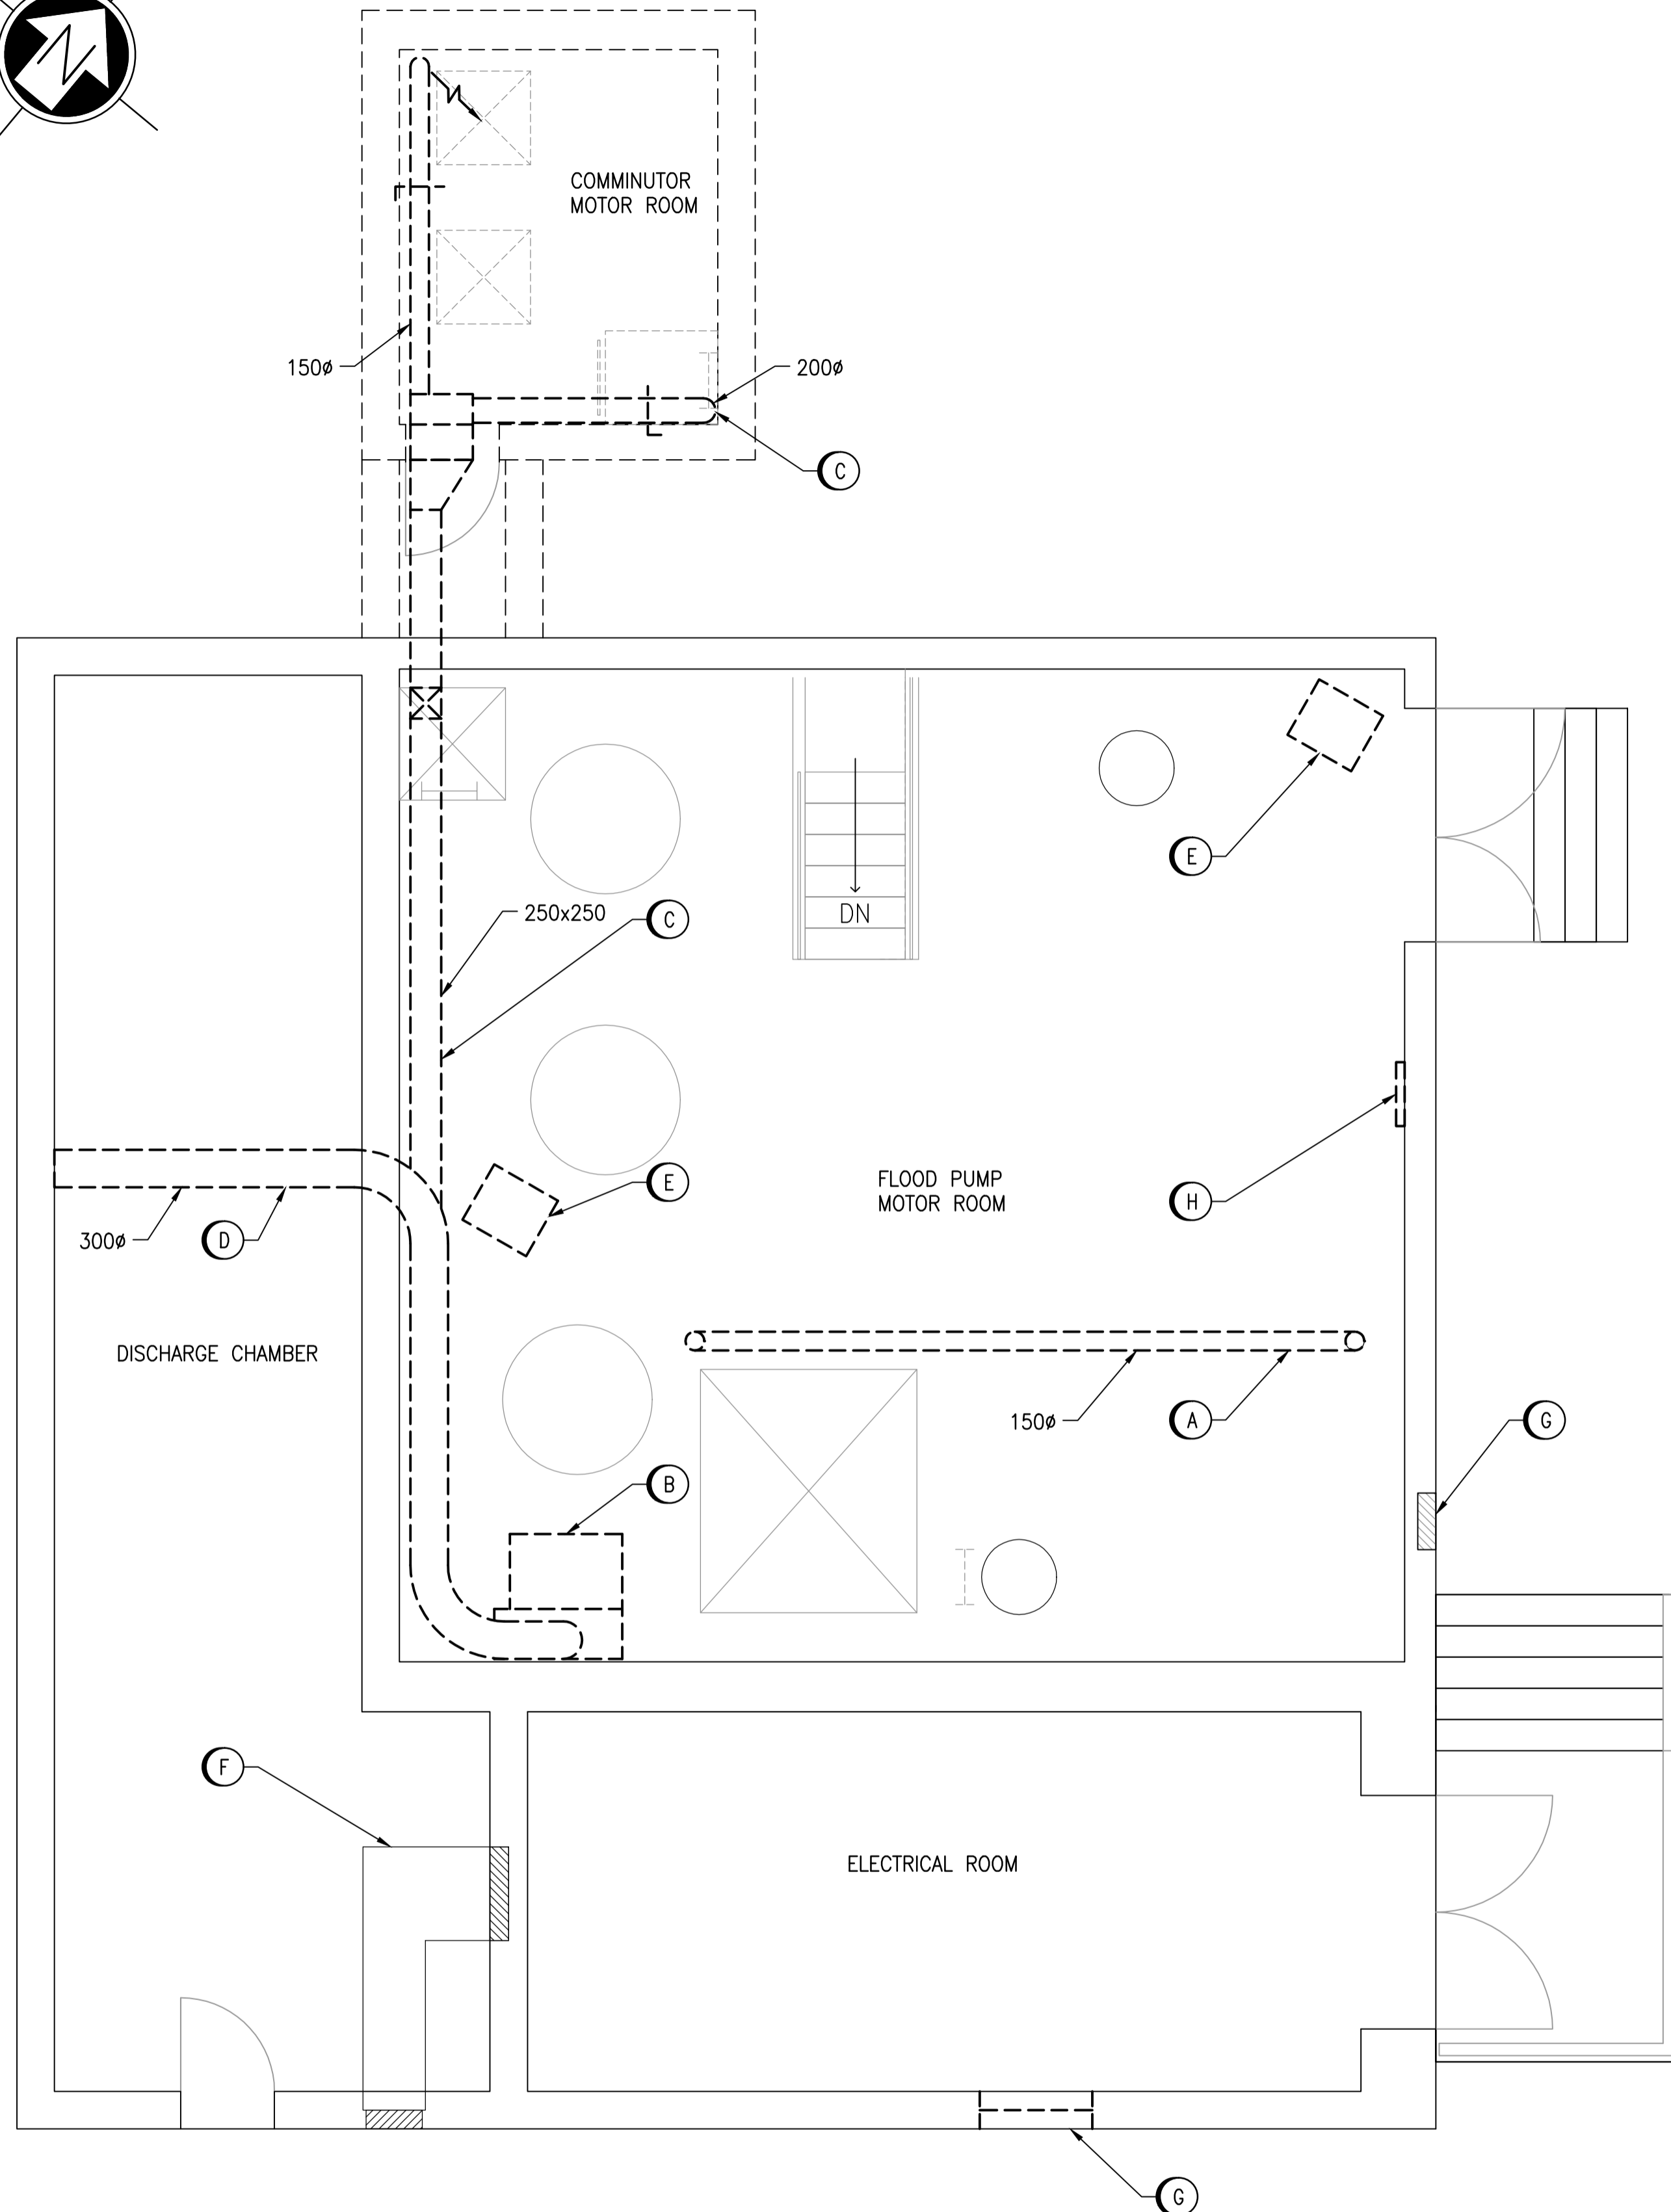 N
COMMINUTOR
MOTOR ROOM
150ø
200ø
C
E
250x250
C
DN
E
FLOOD PUMP
MOTOR ROOM
H
300ø
D
DISCHARGE CHAMBER
150ø
A
G
B
F
ELECTRICAL ROOM
G